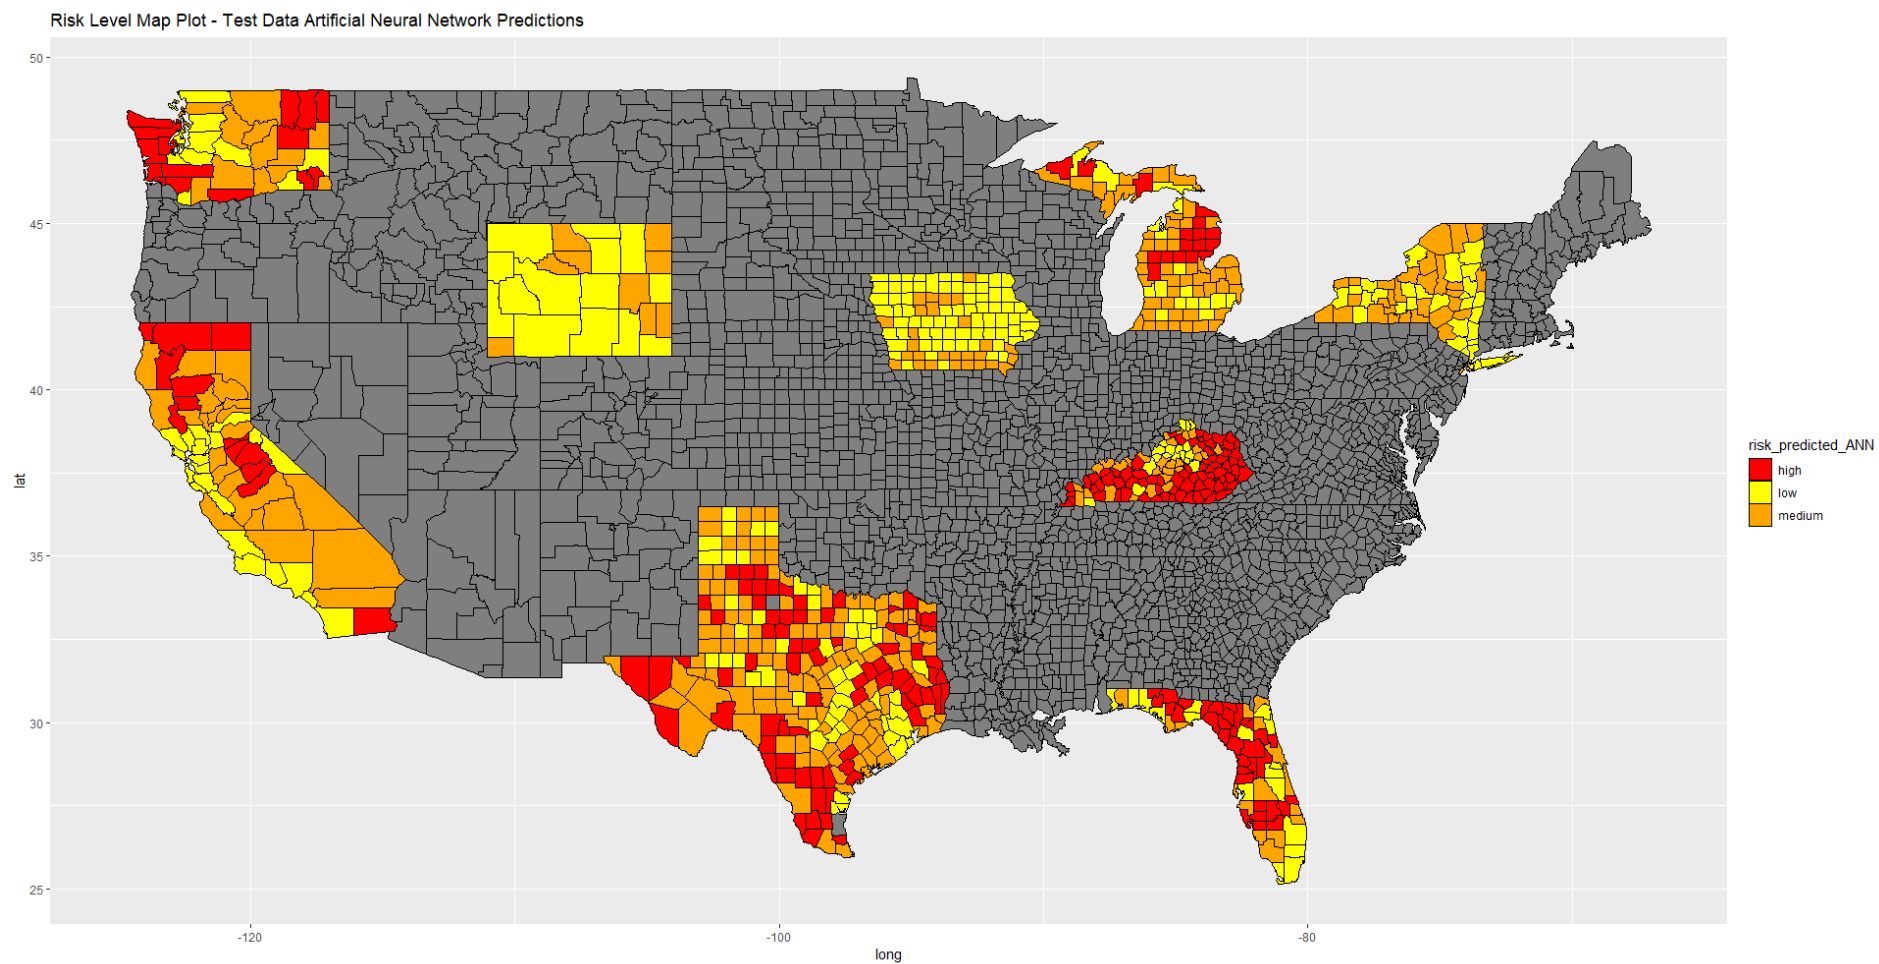 Risk Level Map Plot - Test Data Artificial Neural Network Predictions
50
45
40
35
30
25
lat
-120
-100
-80
long
risk_predicted_ANN
high
low
medium